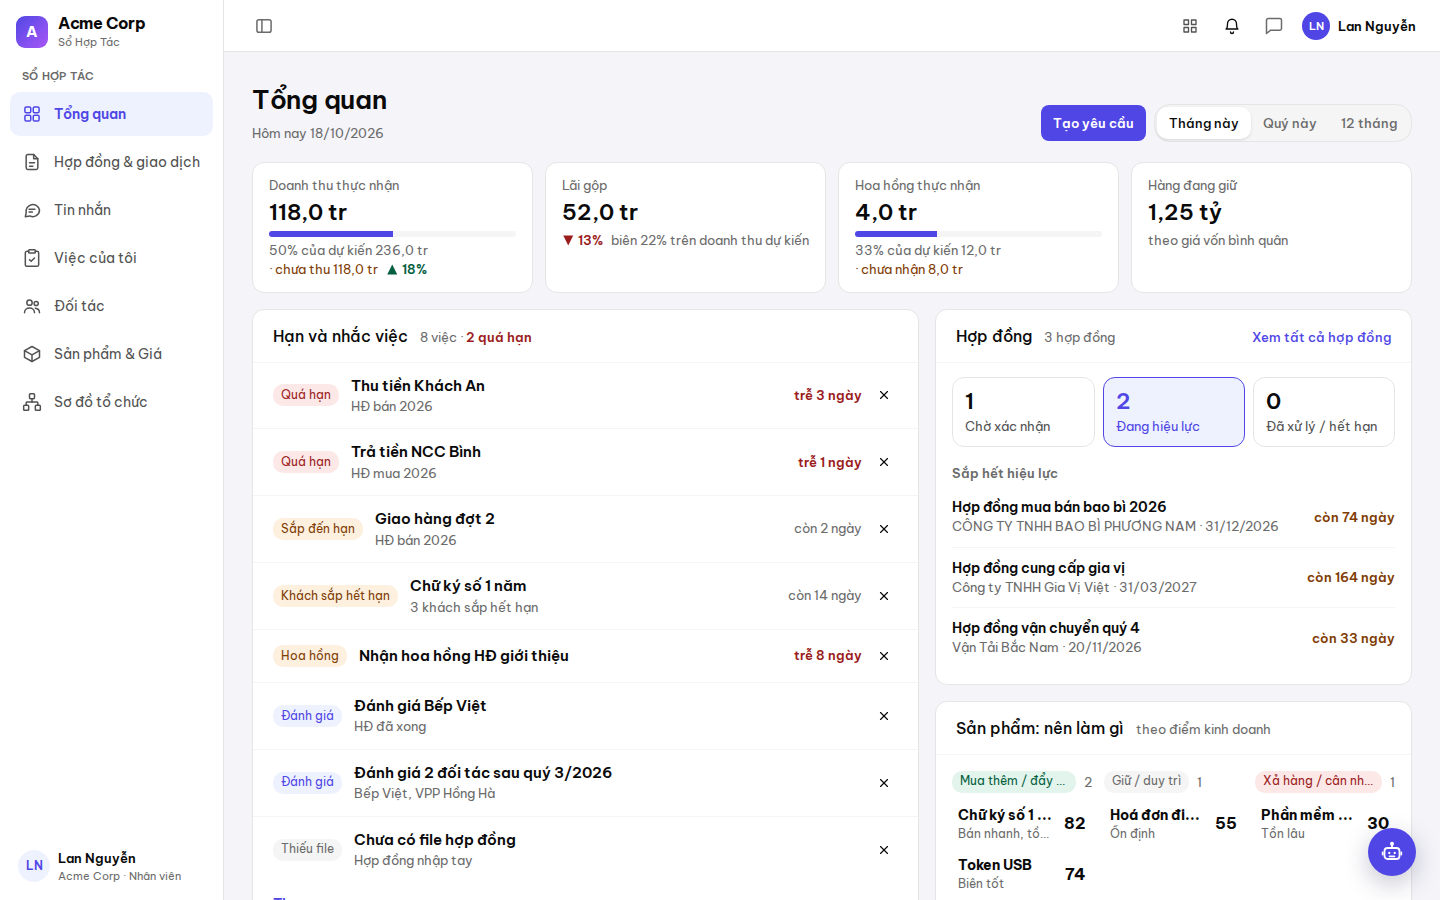 A
Acme Corp
Sổ Hợp Tác
SỔ HỢP TÁC
Tổng quan
Hợp đồng & giao dịch
Tin nhắn
Việc của tôi
Đối tác
Sản phẩm & Giá
Sơ đồ tổ chức
LN
Lan Nguyễn
Acme Corp · Nhân viên
LN Lan Nguyễn
Tổng quan
Hôm nay 18/10/2026
Tạo yêu cầu
Tháng này Quý này 12 tháng
Doanh thu thực nhận
118,0 tr
50% của dự kiến 236,0 tr
· chưa thu 118,0 tr ▲ 18%
Lãi gộp
52,0 tr
▼ 13% biên 22% trên doanh thu dự kiến
Hoa hồng thực nhận
4,0 tr
33% của dự kiến 12,0 tr
· chưa nhận 8,0 tr
Hàng đang giữ
1,25 tỷ
theo giá vốn bình quân
Hạn và nhắc việc 8 việc · 2 quá hạn
Quá hạn Thu tiền Khách An trễ 3 ngày
HĐ bán 2026
Quá hạn Trả tiền NCC Bình trễ 1 ngày
HĐ mua 2026
Sắp đến hạn Giao hàng đợt 2 còn 2 ngày
HĐ bán 2026
Khách sắp hết hạn Chữ ký số 1 năm còn 14 ngày
3 khách sắp hết hạn
Hoa hồng Nhận hoa hồng HĐ giới thiệu trễ 8 ngày
Đánh giá Đánh giá Bếp Việt
HĐ đã xong
Đánh giá Đánh giá 2 đối tác sau quý 3/2026
Bếp Việt, VPP Hồng Hà
Thiếu file Chưa có file hợp đồng
Hợp đồng nhập tay
Hợp đồng 3 hợp đồng Xem tất cả hợp đồng
1
Chờ xác nhận
2
Đang hiệu lực
0
Đã xử lý / hết hạn
Sắp hết hiệu lực
Hợp đồng mua bán bao bì 2026
CÔNG TY TNHH BAO BÌ PHƯƠNG NAM · 31/12/2026
còn 74 ngày
Hợp đồng cung cấp gia vị
Công ty TNHH Gia Vị Việt · 31/03/2027
còn 164 ngày
Hợp đồng vận chuyển quý 4
Vận Tải Bắc Nam · 20/11/2026
còn 33 ngày
Sản phẩm: nên làm gì theo điểm kinh doanh
Mua thêm / đẩy ... 2
Chữ ký số 1 ... 82
Bán nhanh, tồ...
Token USB 74
Biên tốt
Giữ / duy trì 1
Hoá đơn đi... 55
Ổn định
Xả hàng / cân nh... 1
Phần mềm ... 30
Tồn lâu